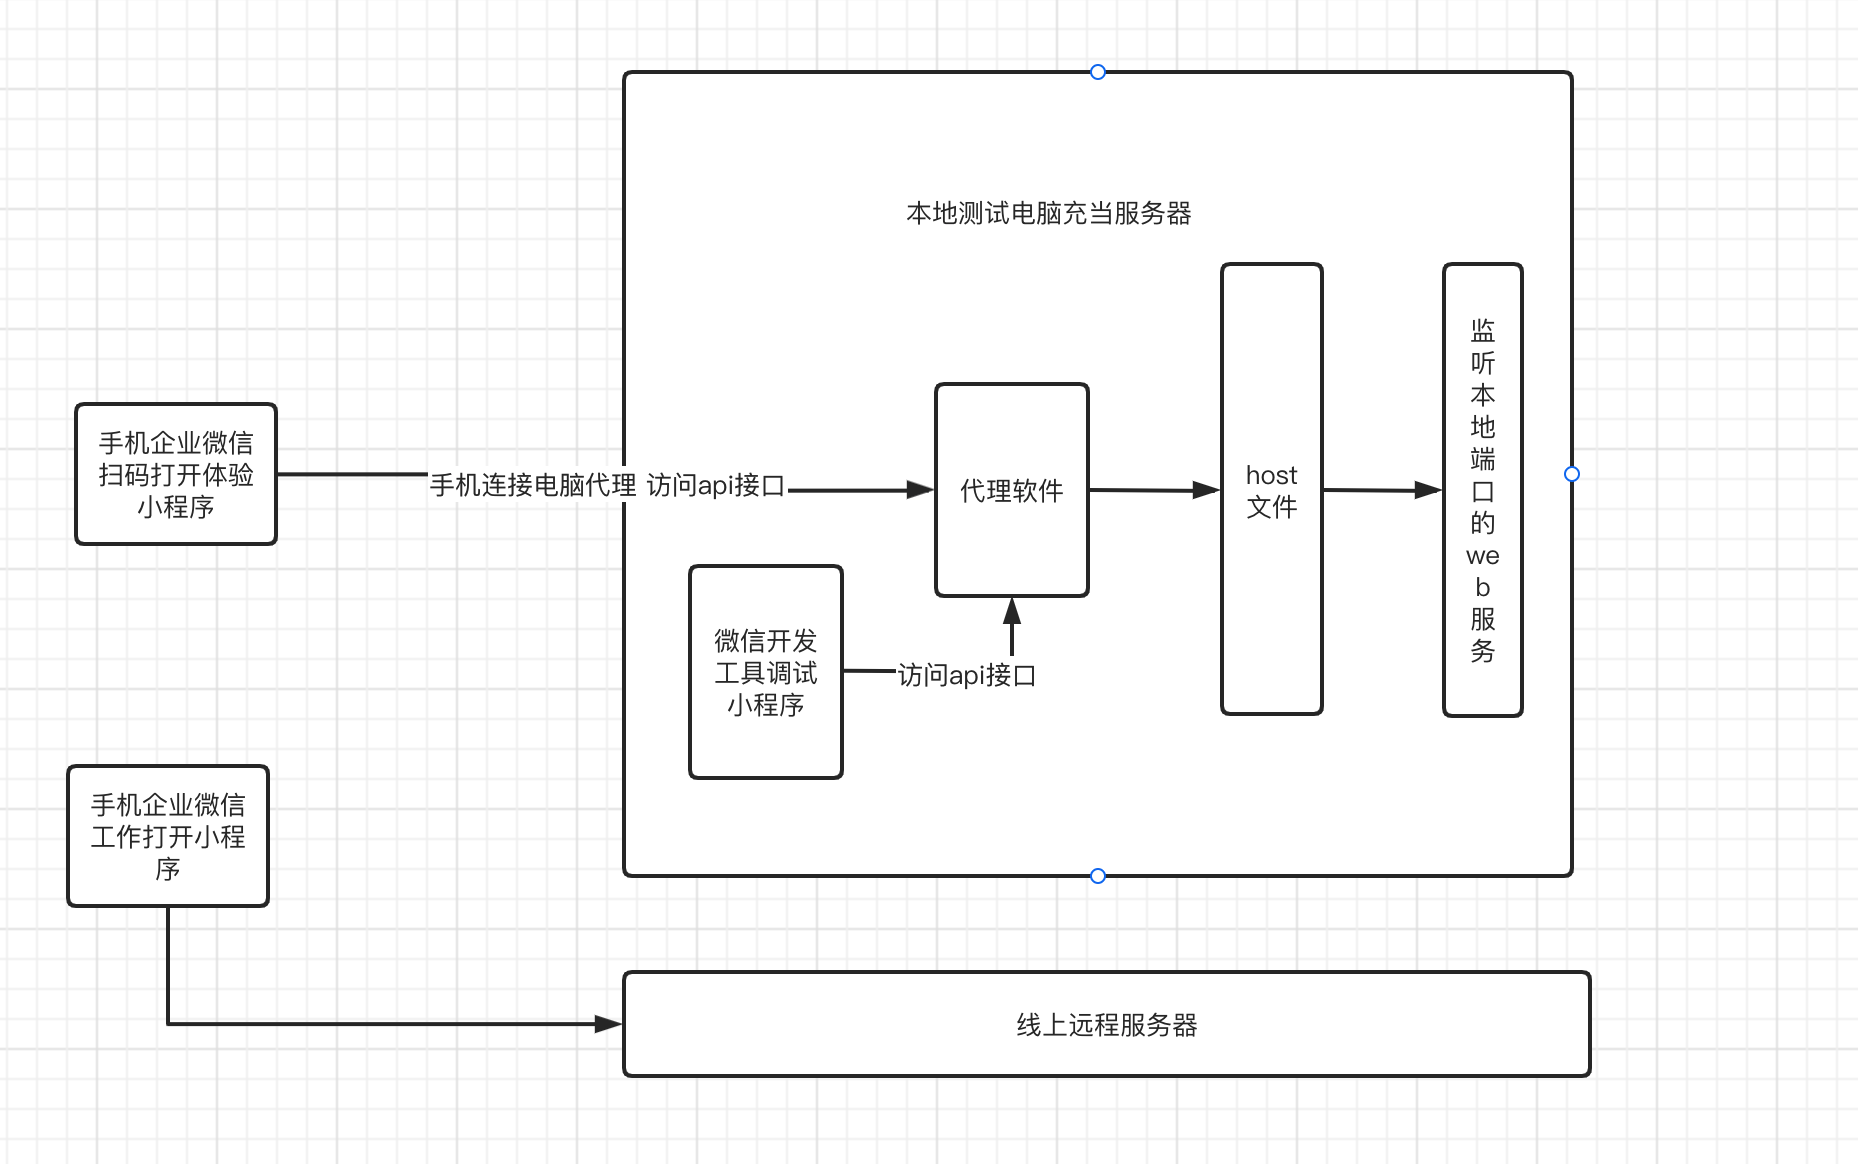 本地测试电脑充当服务器
手机企业微信
扫码打开体验
小程序
手机连接电脑代理 访问api接口
代理软件
host
文件
监
听
本
地
端
口
的
we
b
服
务
微信开发
工具调试
小程序
访问api接口
手机企业微信
工作打开小程
序
线上远程服务器